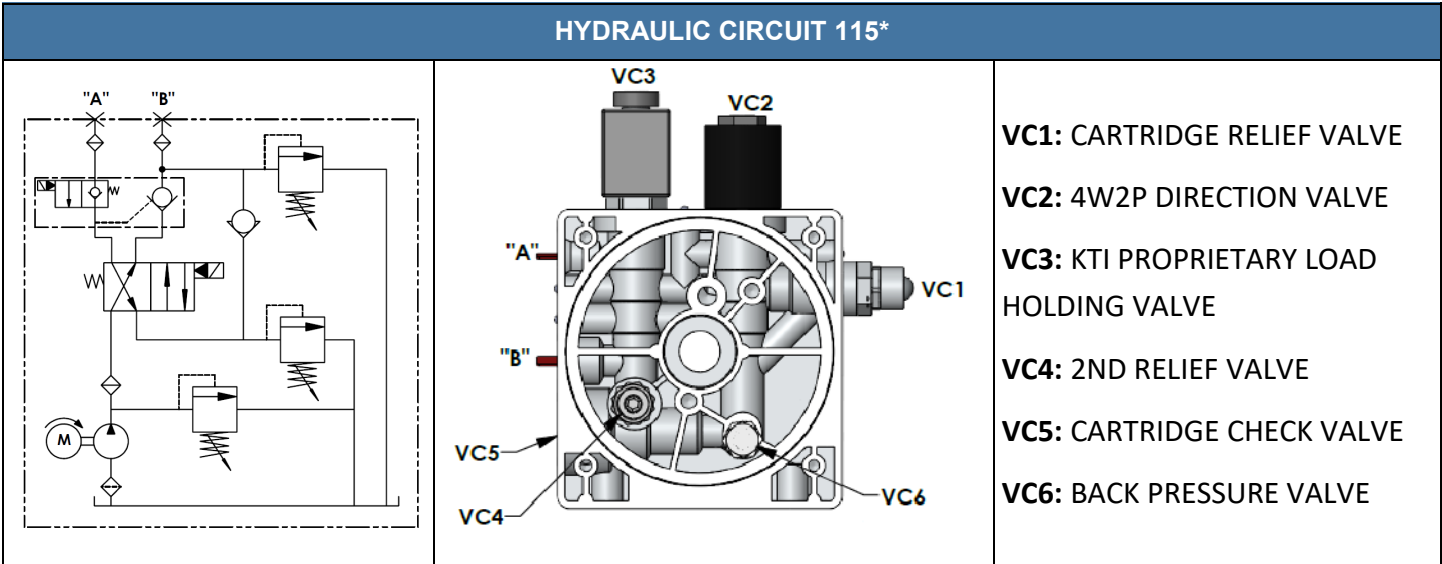 HYDRAULIC CIRCUIT 115*
"A" "B"
M
VC3
VC2
"A"
VC1
"B"
VC5
VC4
VC6
VC1: CARTRIDGE RELIEF VALVE
VC2: 4W2P DIRECTION VALVE
VC3: KTI PROPRIETARY LOAD
HOLDING VALVE
VC4: 2ND RELIEF VALVE
VC5: CARTRIDGE CHECK VALVE
VC6: BACK PRESSURE VALVE